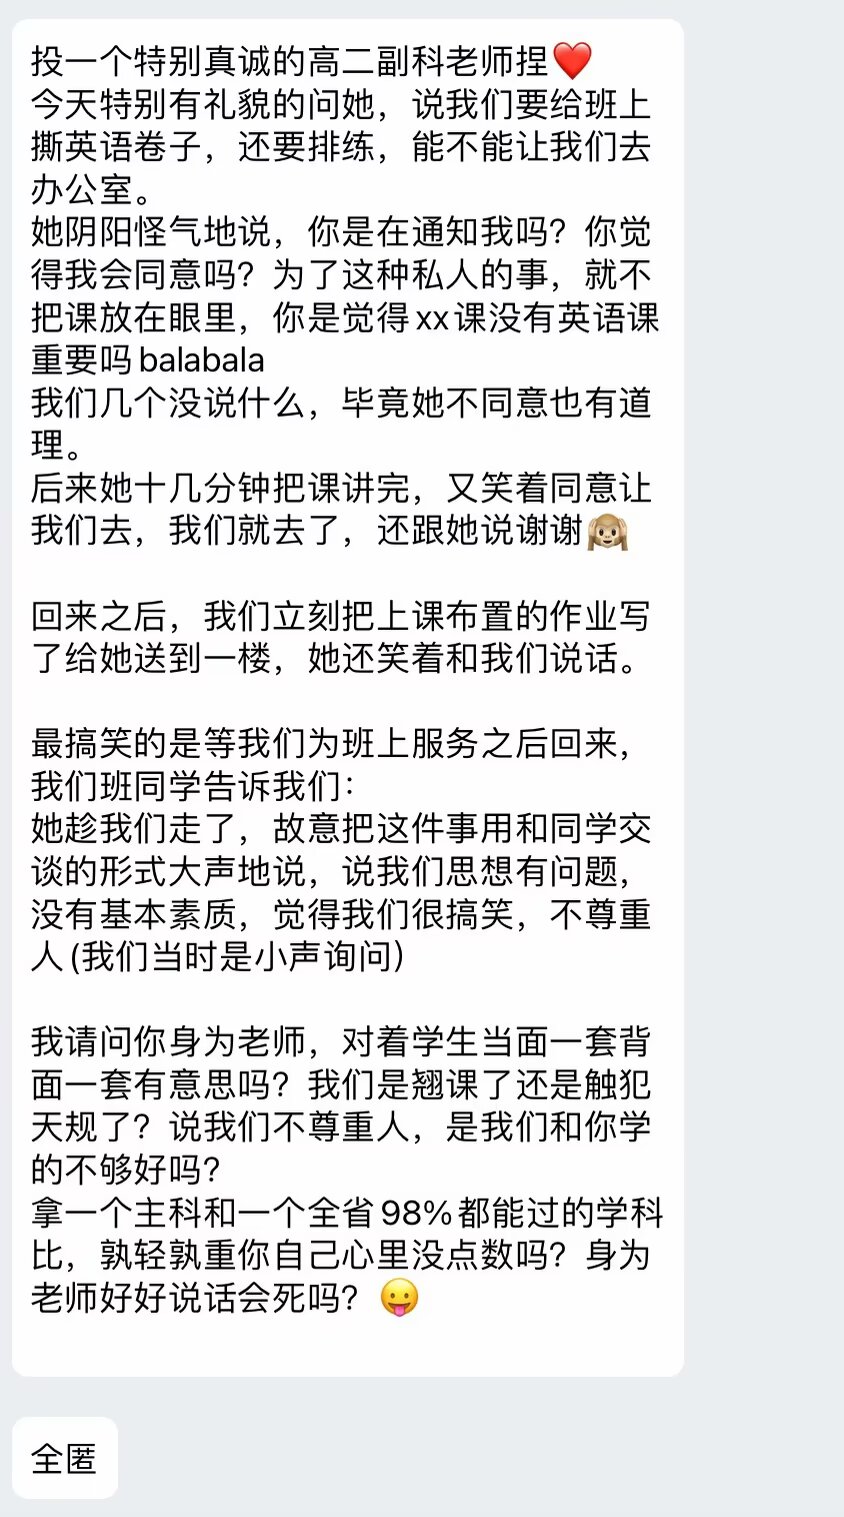 投一个特别真诚的高二副科老师捏❤️
今天特别有礼貌的问她，说我们要给班上
撕英语卷子，还要排练，能不能让我们去
办公室。
她阴阳怪气地说，你是在通知我吗？你觉
得我会同意吗？为了这种私人的事，就不
把课放在眼里，你是觉得xx课没有英语课
重要吗balabala
我们几个没说什么，毕竟她不同意也有道
理。
后来她十几分钟把课讲完，又笑着同意让
我们去，我们就去了，还跟她说谢谢🙉
回来之后，我们立刻把上课布置的作业写
了给她送到一楼，她还笑着和我们说话。
最搞笑的是等我们为班上服务之后回来，
我们班同学告诉我们：
她趁我们走了，故意把这件事用和同学交
谈的形式大声地说，说我们思想有问题，
没有基本素质，觉得我们很搞笑，不尊重
人(我们当时是小声询问）
我请问你身为老师，对着学生当面一套背
面一套有意思吗？我们是翘课了还是触犯
天规了？说我们不尊重人，是我们和你学
的不够好吗？
拿一个主科和一个全省98%都能过的学科
比，孰轻孰重你自己心里没点数吗？身为
老师好好说话会死吗？😛
全匿